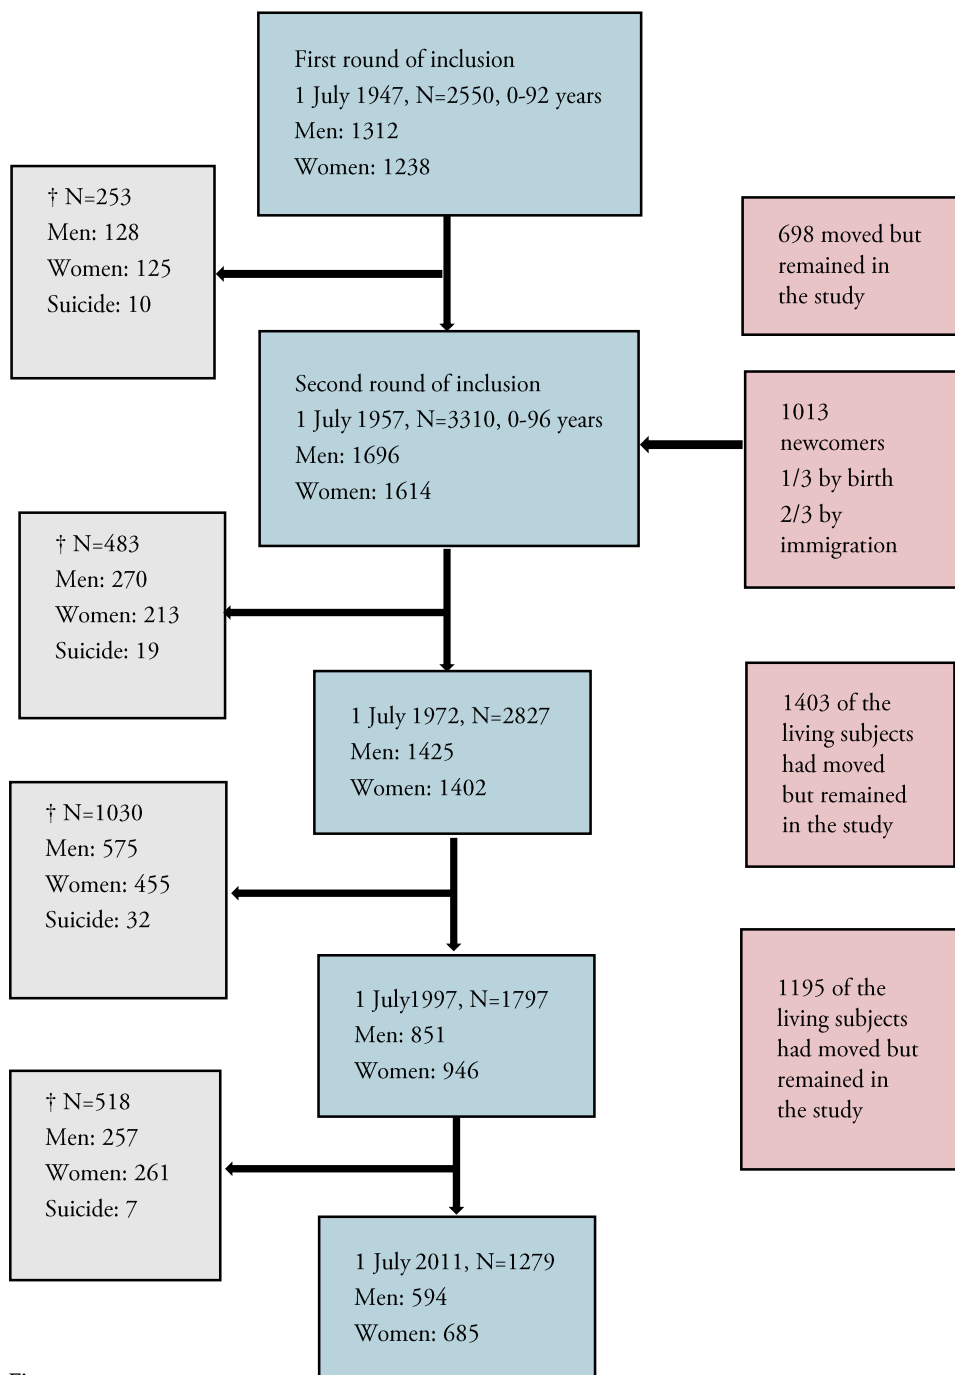 First round of inclusion
1 July 1947, N=2550, 0-92 years
Men: 1312
Women: 1238
† N=253
Men: 128
Women: 125
Suicide: 10
698 moved but
remained in
the study
Second round of inclusion
1 July 1957, N=3310, 0-96 years
Men: 1696
Women: 1614
1013
newcomers
1/3 by birth
2/3 by
immigration
† N=483
Men: 270
Women: 213
Suicide: 19
1 July 1972, N=2827
Men: 1425
Women: 1402
1403 of the
living subjects
had moved
but remained
in the study
† N=1030
Men: 575
Women: 455
Suicide: 32
1 July1997, N=1797
Men: 851
Women: 946
1195 of the
living subjects
had moved but
remained in
the study
† N=518
Men: 257
Women: 261
Suicide: 7
1 July 2011, N=1279
Men: 594
Women: 685